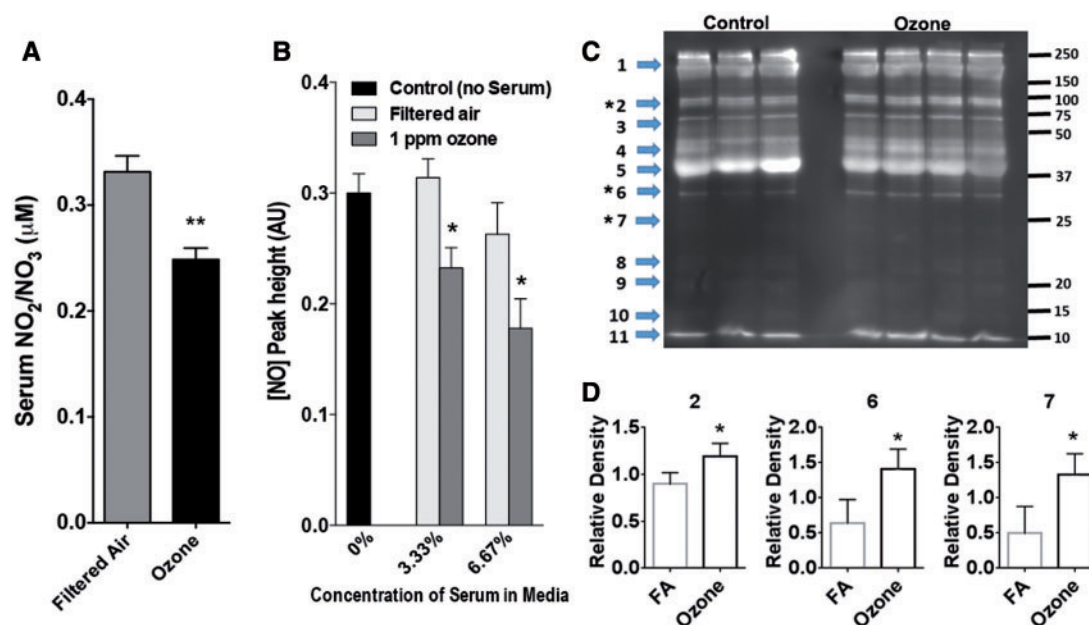 A
Serum NO₂/NO₃ (µM)
0.4
0.3
0.2
0.1
0.0
**
Filtered Air
Ozone
B
[NO] Peak height (AU)
0.4
0.3
0.2
0.1
0.0
Control (no Serum)
Filtered air
1 ppm ozone
*
*
0%
3.33%
6.67%
Concentration of Serum in Media
C
Control
Ozone
1
*2
3
4
5
*6
*7
8
9
10
11
250
150
100
75
50
37
25
20
15
10
D
2
Relative Density
1.5
1.0
0.5
0.0
*
FA
Ozone
6
Relative Density
2.0
1.5
1.0
0.5
0.0
*
FA
Ozone
7
Relative Density
2.0
1.5
1.0
0.5
0.0
*
FA
Ozone